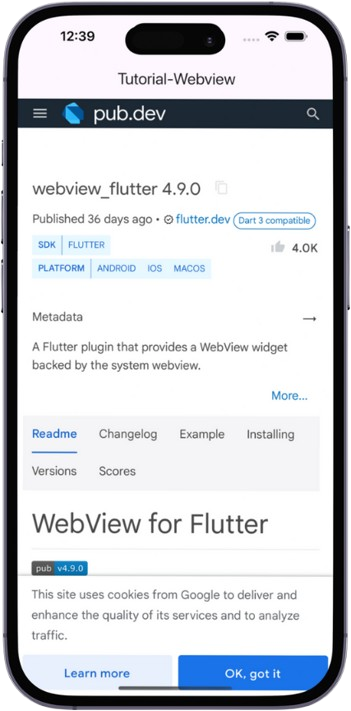 12:39
Tutorial-Webview
pub.dev
webview_flutter 4.9.0
Published 36 days ago • flutter.dev Dart 3 compatible
SDK FLUTTER
4.0K
PLATFORM ANDROID IOS MACOS
Metadata →
A Flutter plugin that provides a WebView widget
backed by the system webview.
More...
Readme Changelog Example Installing
Versions Scores
WebView for Flutter
pub v4.9.0
This site uses cookies from Google to deliver and
enhance the quality of its services and to analyze
traffic.
Learn more OK, got it